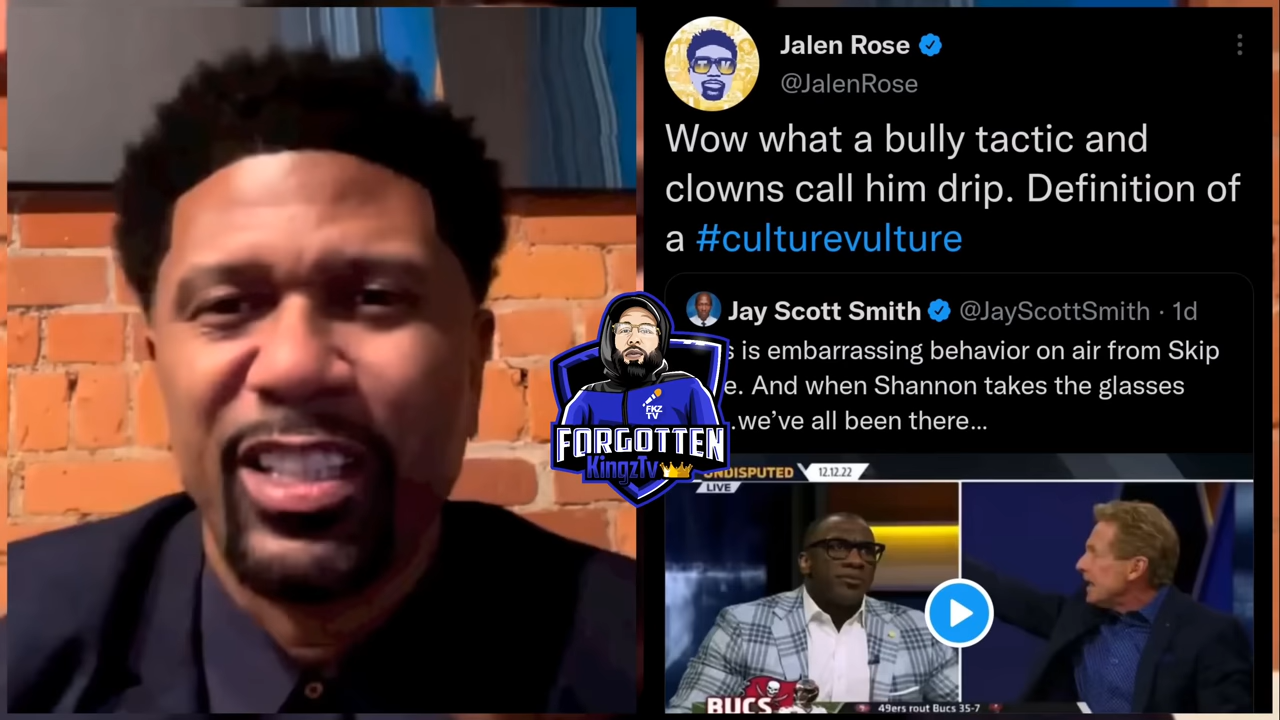 Jalen Rose
@JalenRose
Wow what a bully tactic and
clowns call him drip. Definition of
a #culturevulture
Jay Scott Smith @JayScottSmith · 1d
is embarrassing behavior on air from Skip
And when Shannon takes the glasses
we've all been there...
FKZ
TV
FORGOTTEN
KingzTv
UNDISPUTED 12.12.22
LIVE
BUCS
49ers rout Bucs 35-7